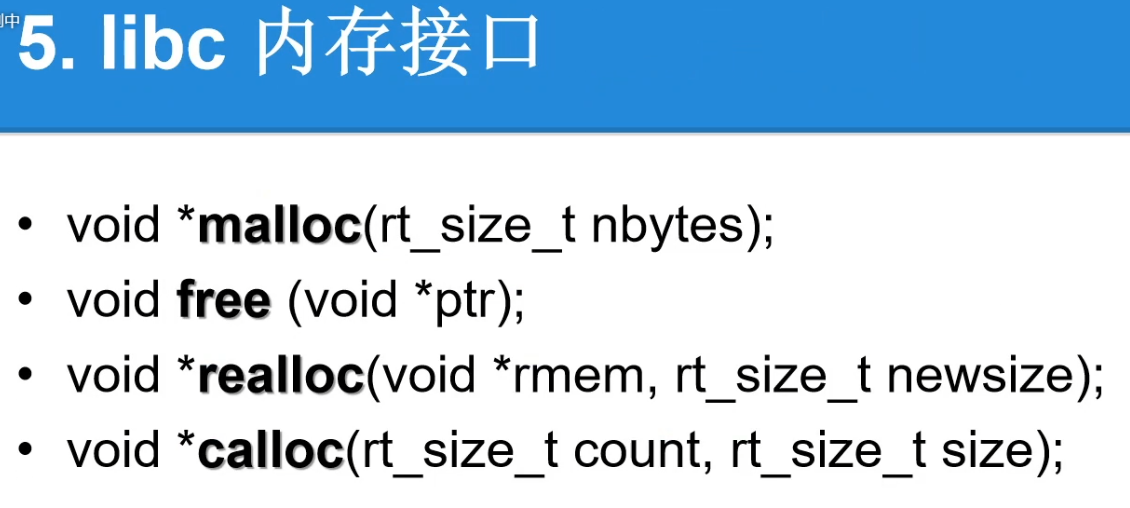 中
5. libc 内存接口
• void *malloc(rt_size_t nbytes);
• void free (void *ptr);
• void *realloc(void *rmem, rt_size_t newsize);
• void *calloc(rt_size_t count, rt_size_t size);